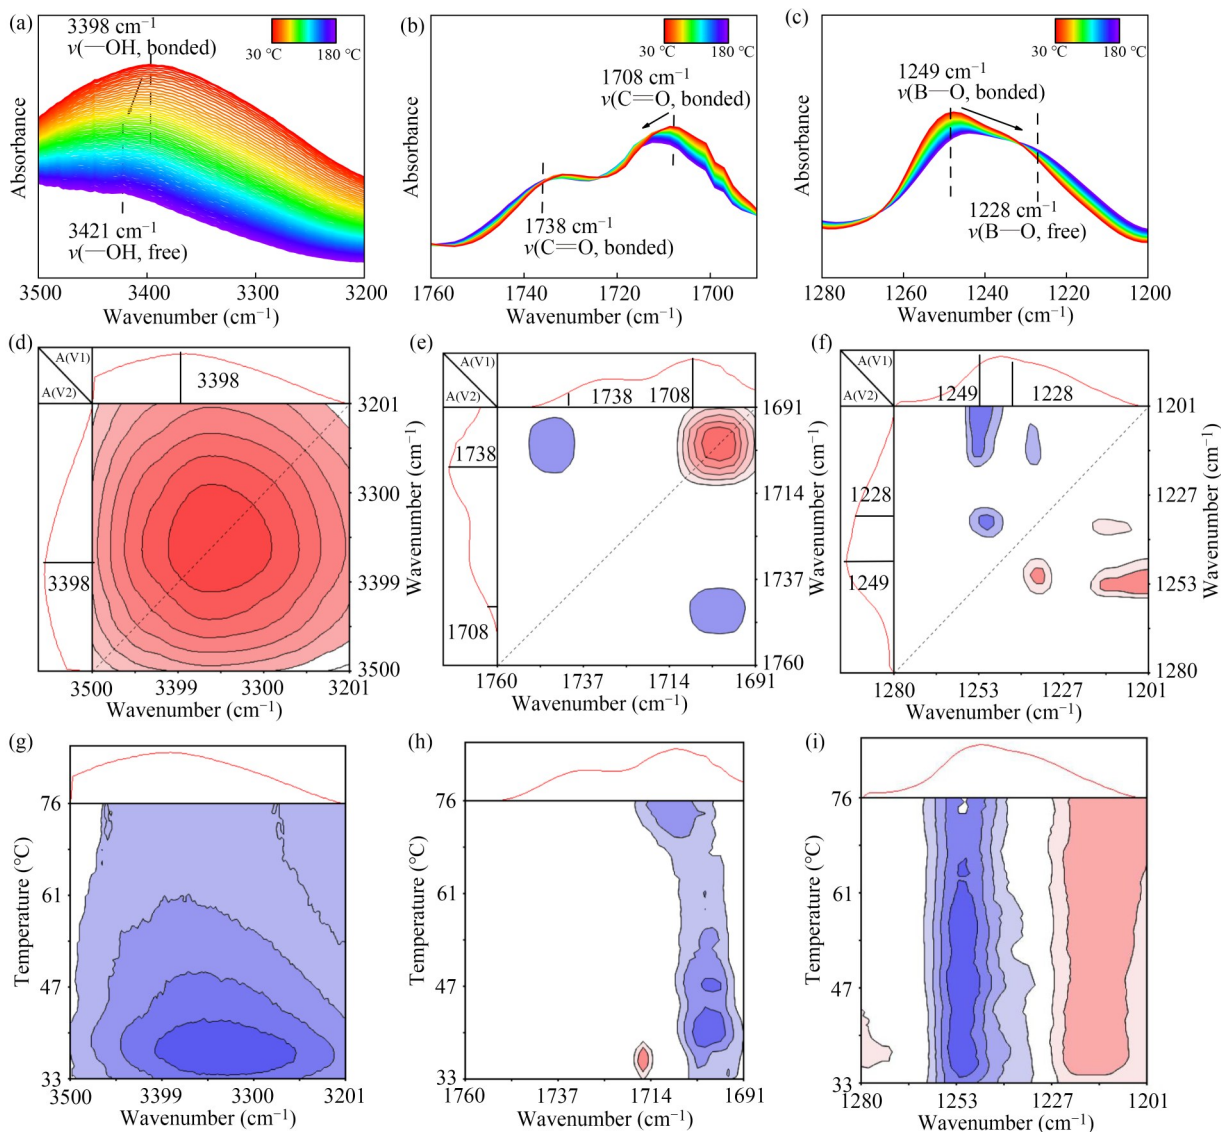 (a)
3398 cm⁻¹
ν(—OH, bonded)
30 °C 180 °C
3421 cm⁻¹
ν(—OH, free)
Absorbance
3500 3400 3300 3200
Wavenumber (cm⁻¹)
(b)
30 °C 180 °C
1708 cm⁻¹
ν(C=O, bonded)
1738 cm⁻¹
ν(C=O, bonded)
Absorbance
1760 1740 1720 1700
Wavenumber (cm⁻¹)
(c)
30 °C 180 °C
1249 cm⁻¹
ν(B—O, bonded)
1228 cm⁻¹
ν(B—O, free)
Absorbance
1280 1260 1240 1220 1200
Wavenumber (cm⁻¹)
(d)
A(V1)
A(V2)
3398
3398
3201
3300
3399
3500
Wavenumber (cm⁻¹)
3500 3399 3300 3201
Wavenumber (cm⁻¹)
(e)
A(V1)
A(V2)
1738 1708
1738
1708
1691
1714
1737
1760
Wavenumber (cm⁻¹)
1760 1737 1714 1691
Wavenumber (cm⁻¹)
(f)
A(V1)
A(V2)
1249 1228
1228
1249
1201
1227
1253
1280
Wavenumber (cm⁻¹)
1280 1253 1227 1201
Wavenumber (cm⁻¹)
(g)
76
61
47
33
Temperature (°C)
3500 3399 3300 3201
Wavenumber (cm⁻¹)
(h)
76
61
47
33
Temperature (°C)
1760 1737 1714 1691
Wavenumber (cm⁻¹)
(i)
76
61
47
33
Temperature (°C)
1280 1253 1227 1201
Wavenumber (cm⁻¹)